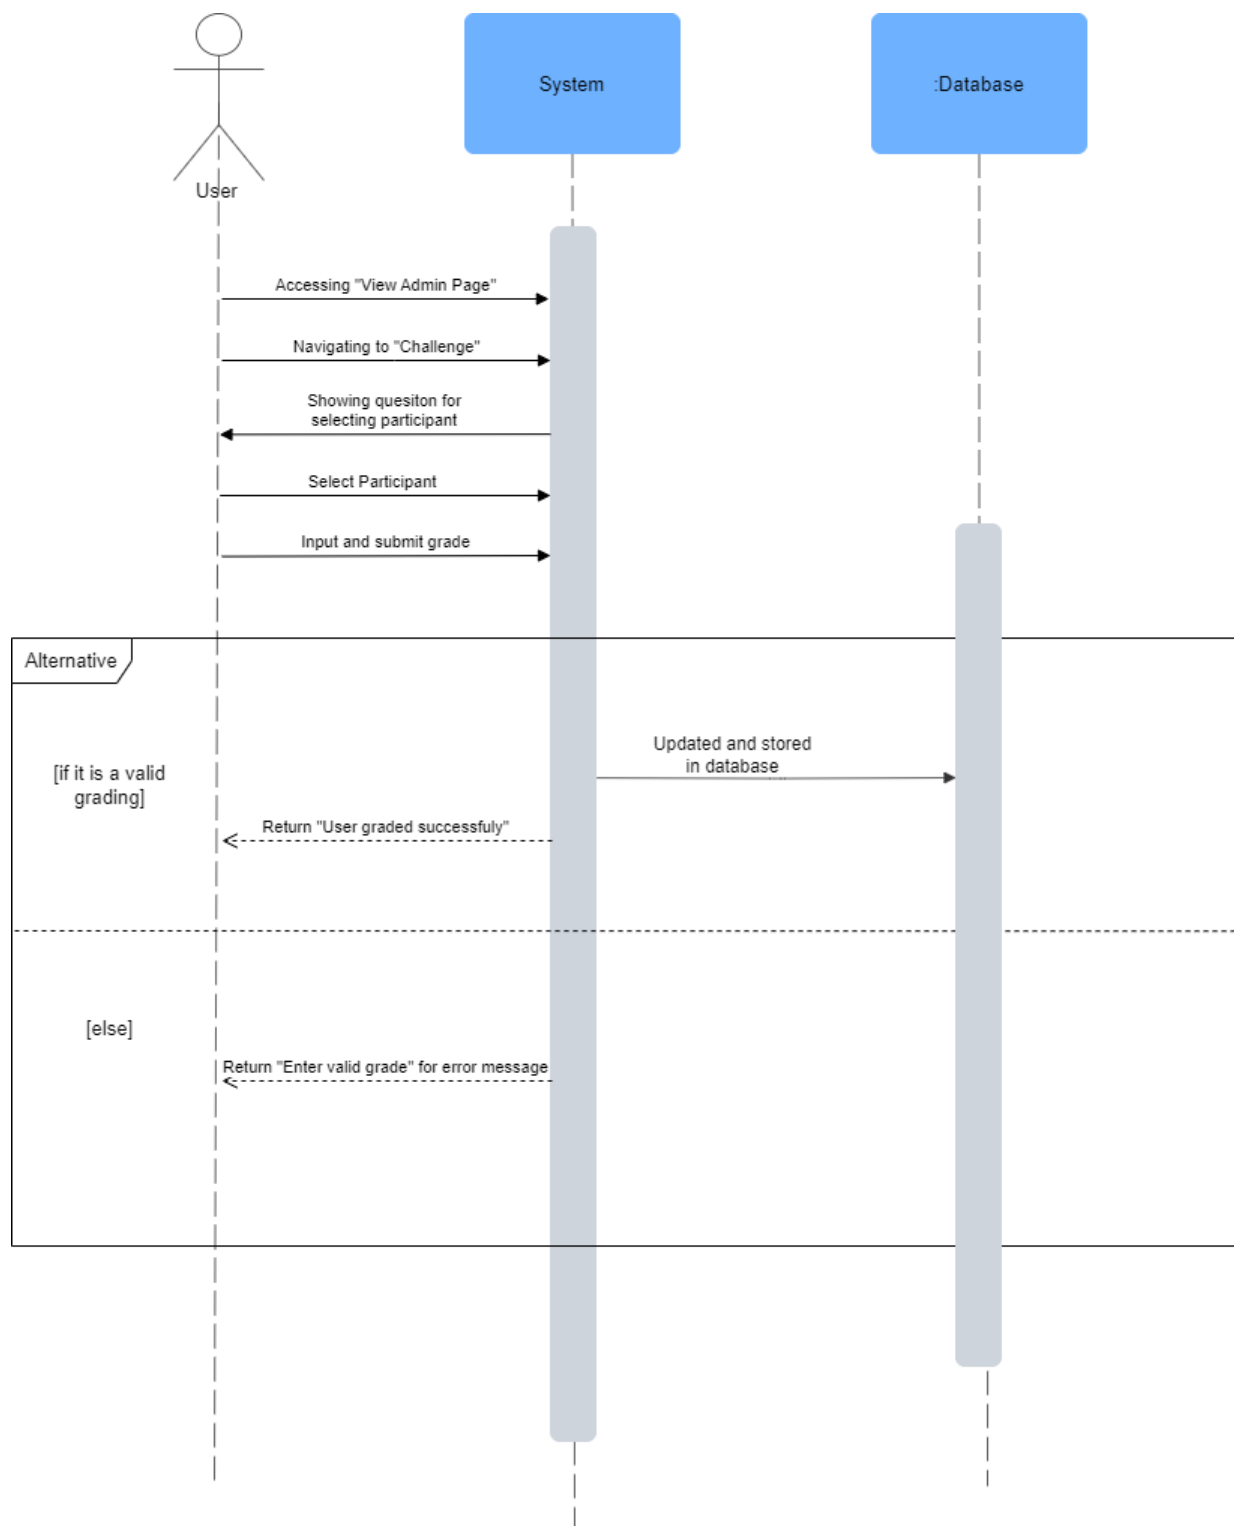 System
:Database
User
Accessing "View Admin Page"
Navigating to "Challenge"
Showing quesiton for
selecting participant
Select Participant
Input and submit grade
Alternative
Updated and stored
in database
[if it is a valid
grading]
Return "User graded successfuly"
[else]
Return "Enter valid grade" for error message